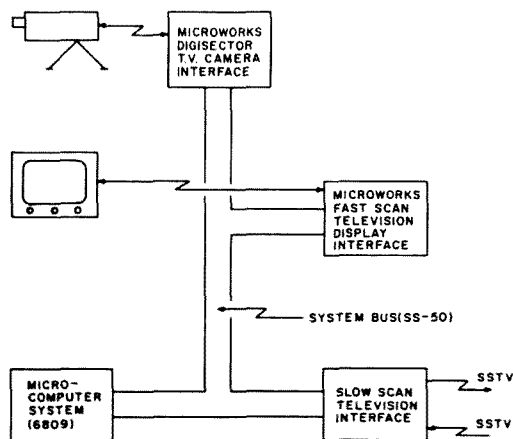 MICROWORKS
DIGISECTOR
T.V. CAMERA
INTERFACE
MICROWORKS
FAST SCAN
TELEVISION
DISPLAY
INTERFACE
SYSTEM BUS(SS-50)
MICRO-
COMPUTER
SYSTEM
(6809)
SLOW SCAN
TELEVISION
INTERFACE
SSTV
SSTV